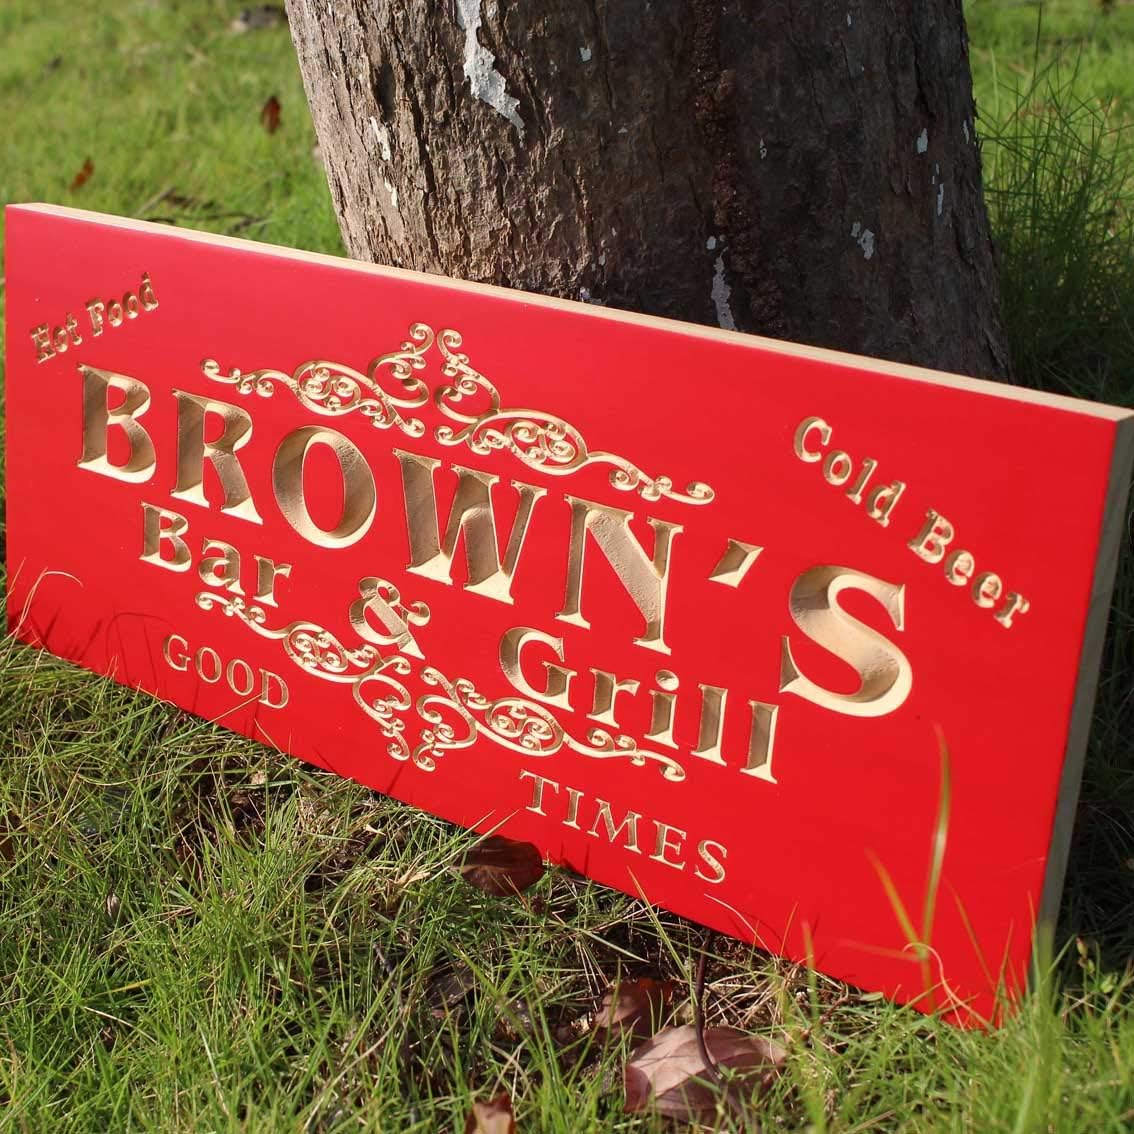 Hot Food
Cold Beer
BROWN'S
Bar & Grill
GOOD
TIMES